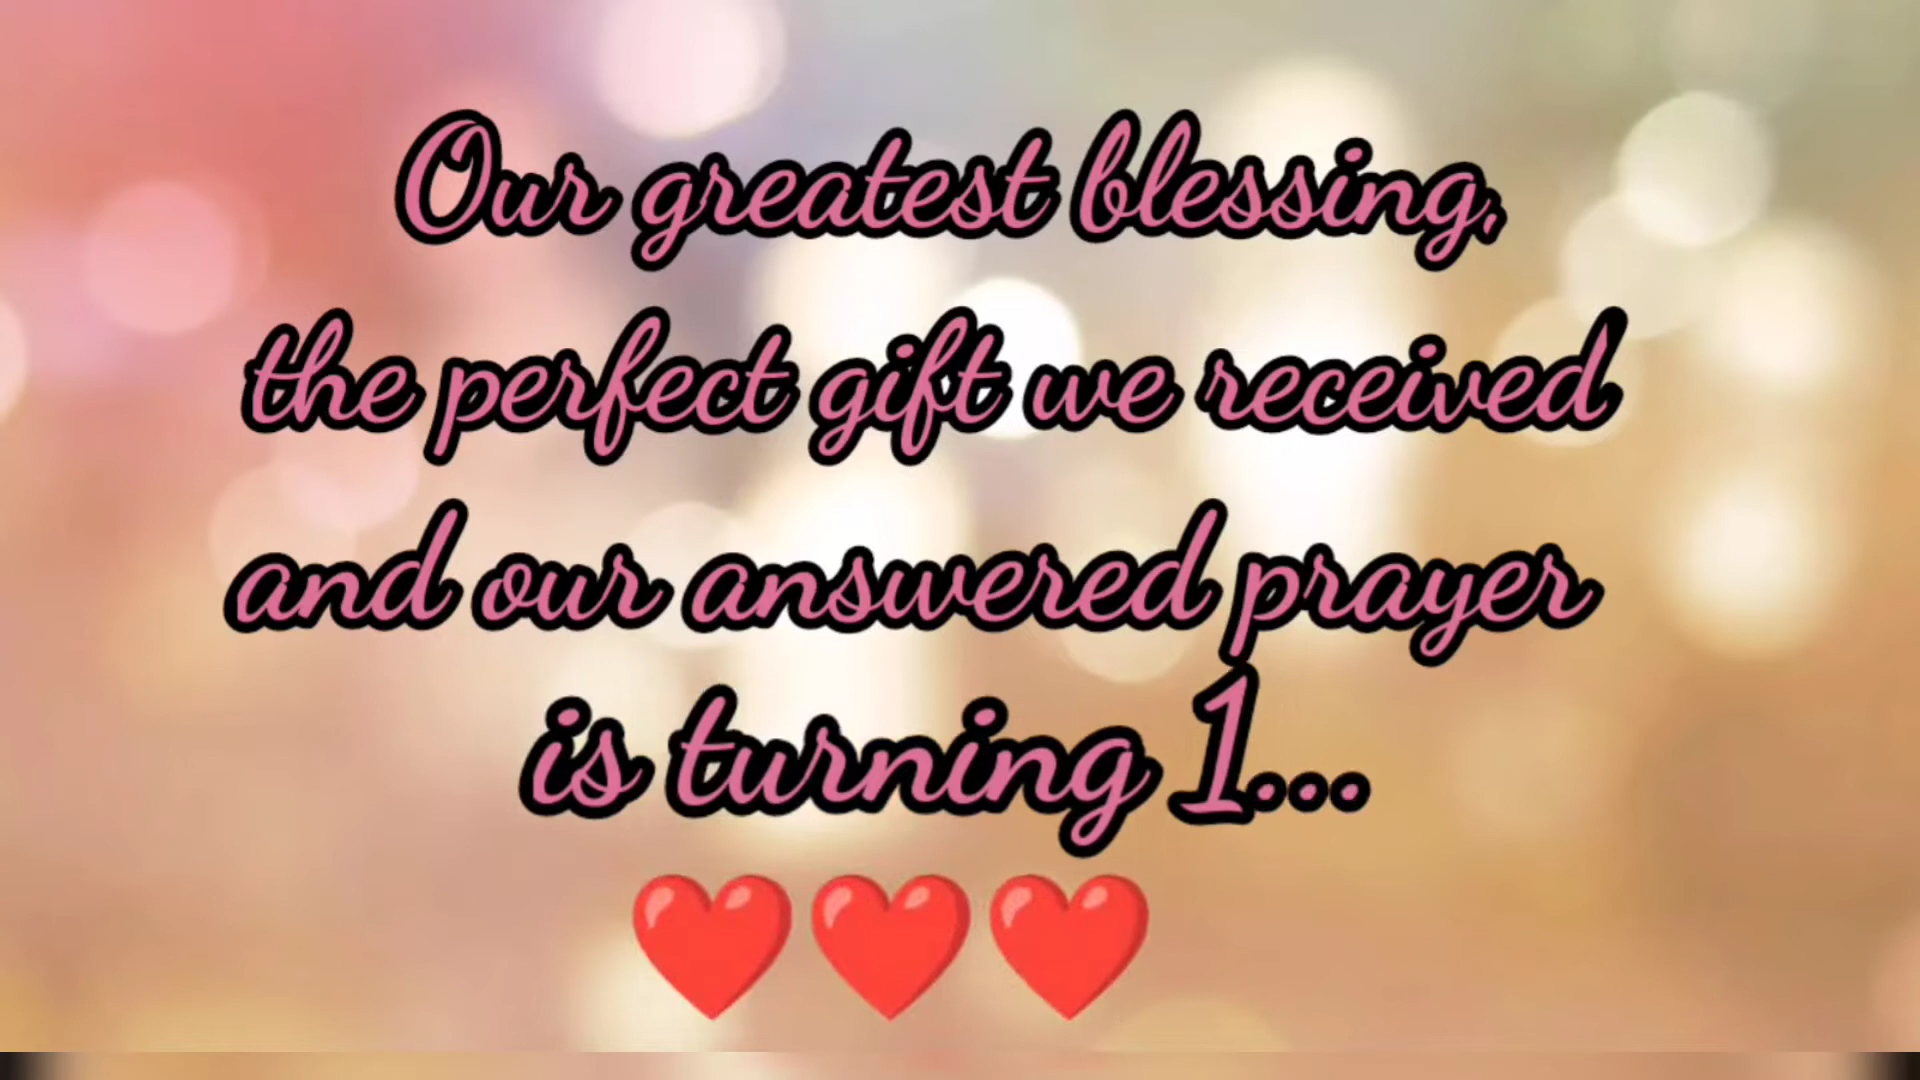 Our greatest blessing,
the perfect gift we received
and our answered prayer
is turning 1...
❤️❤️❤️